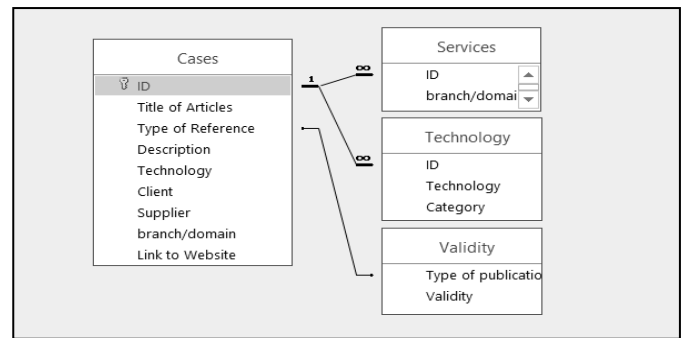 Cases
ID
Title of Articles
Type of Reference
Description
Technology
Client
Supplier
branch/domain
Link to Website
1
∞
∞
Services
ID
branch/domai
Technology
ID
Technology
Category
Validity
Type of publicatio
Validity